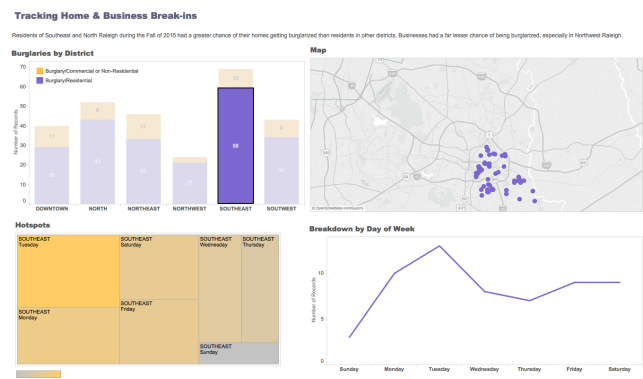 Tracking Home & Business Break-ins
Residents of Southeast and North Raleigh during the Fall of 2015 had a greater chance of their homes getting burglarized than residents in other districts. Businesses had a far lesser chance of being burglarized, especially in Northwest Raleigh.
Burglaries by District
70
60
50
40
30
20
10
0
Number of Records
Burglary/Commercial or Non-Residential
Burglary/Residential
59
DOWNTOWN
NORTH
NORTHEAST
NORTHWEST
SOUTHEAST
SOUTHWEST
Map
© OpenStreetMap contributors
Hotspots
SOUTHEAST
Tuesday
SOUTHEAST
Monday
SOUTHEAST
Saturday
SOUTHEAST
Friday
SOUTHEAST
Wednesday
SOUTHEAST
Thursday
SOUTHEAST
Sunday
Breakdown by Day of Week
10
5
0
Number of Records
Sunday
Monday
Tuesday
Wednesday
Thursday
Friday
Saturday